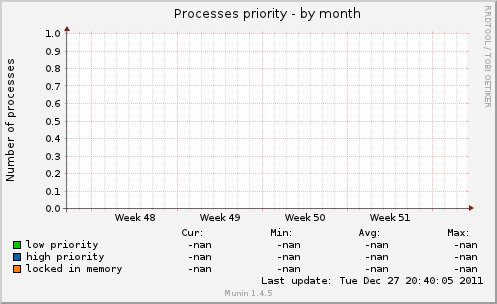 Processes priority - by month
RRDTOOL / TOBI OETIKER
Number of processes
1.0
0.9
0.8
0.7
0.6
0.5
0.4
0.3
0.2
0.1
0.0
Week 48 Week 49 Week 50 Week 51
Cur: Min: Avg: Max:
low priority -nan -nan -nan -nan
high priority -nan -nan -nan -nan
locked in memory -nan -nan -nan -nan
Last update: Tue Dec 27 20:40:05 2011
Munin 1.4.5